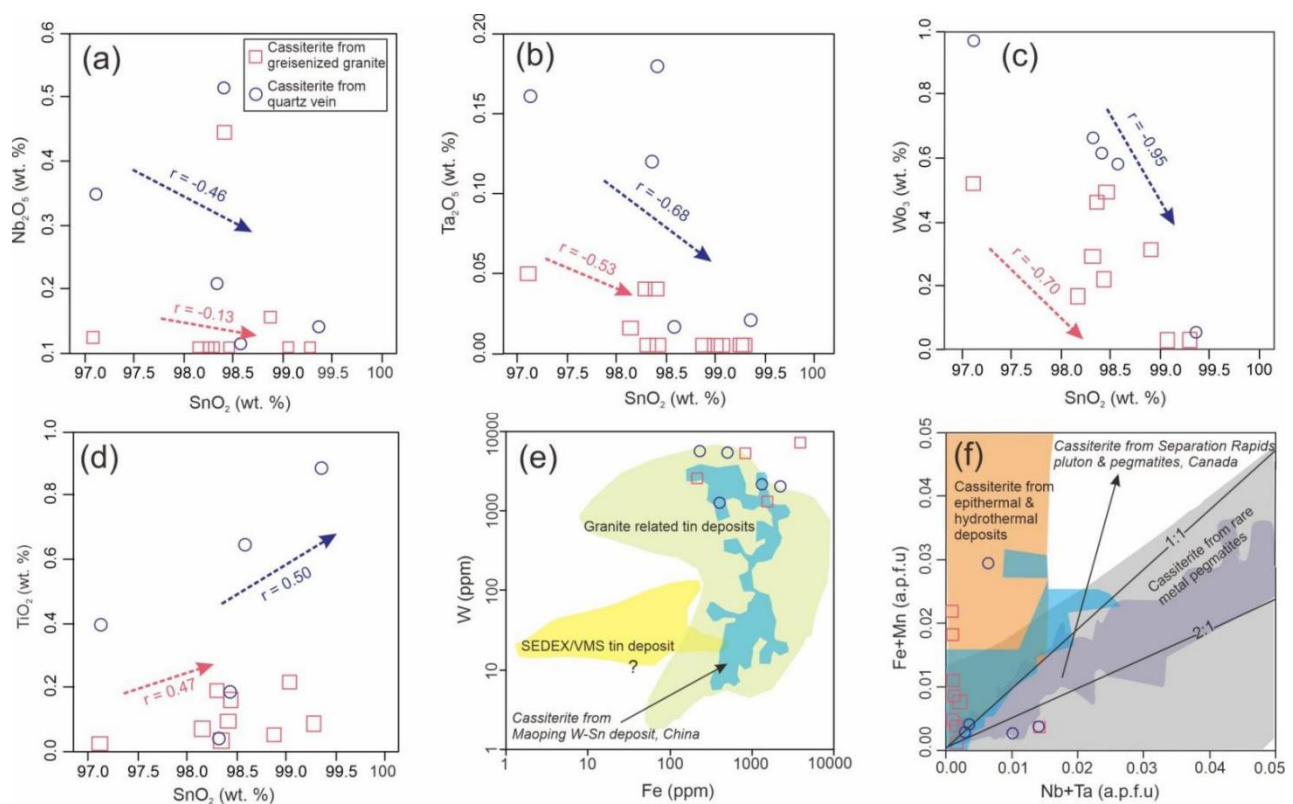 (a)
Cassiterite from
greisenized granite
Cassiterite from
quartz vein
r = -0.46
r = -0.13
Nb₂O₅ (wt. %)
0.6
0.5
0.4
0.3
0.2
0.1
97.0
97.5
98.0
98.5
99.0
99.5
100
SnO₂ (wt. %)
(b)
r = -0.68
r = -0.53
Ta₂O₅ (wt. %)
0.20
0.15
0.10
0.05
0.00
97.0
97.5
98.0
98.5
99.0
99.5
100
SnO₂ (wt. %)
(c)
r = -0.95
r = -0.70
Wo₃ (wt. %)
1.0
0.8
0.6
0.4
0.2
0.0
97.0
97.5
98.0
98.5
99.0
99.5
100
SnO₂ (wt. %)
(d)
r = 0.50
r = 0.47
TiO₂ (wt. %)
1.0
0.8
0.6
0.4
0.2
0.0
97.0
97.5
98.0
98.5
99.0
99.5
100
SnO₂ (wt. %)
(e)
Granite related tin deposits
SEDEX/VMS tin deposit
?
Cassiterite from
Maoping W-Sn deposit, China
W (ppm)
10000
1000
100
10
1
1
10
100
1000
10000
Fe (ppm)
(f)
Cassiterite from Separation Rapids
pluton & pegmatites, Canada
Cassiterite from
epithermal &
hydrothermal
deposits
1:1
Cassiterite from rare
metal pegmatites
2:1
Fe+Mn (a.p.f.u)
0.05
0.04
0.03
0.02
0.01
0.00
0.00
0.01
0.02
0.03
0.04
0.05
Nb+Ta (a.p.f.u)